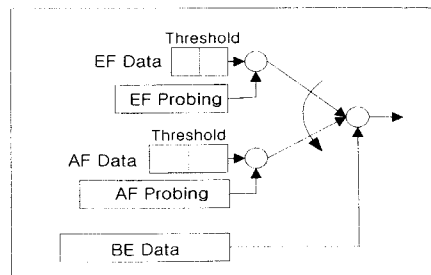 Threshold
EF Data
EF Probing
Threshold
AF Data
AF Probing
BE Data